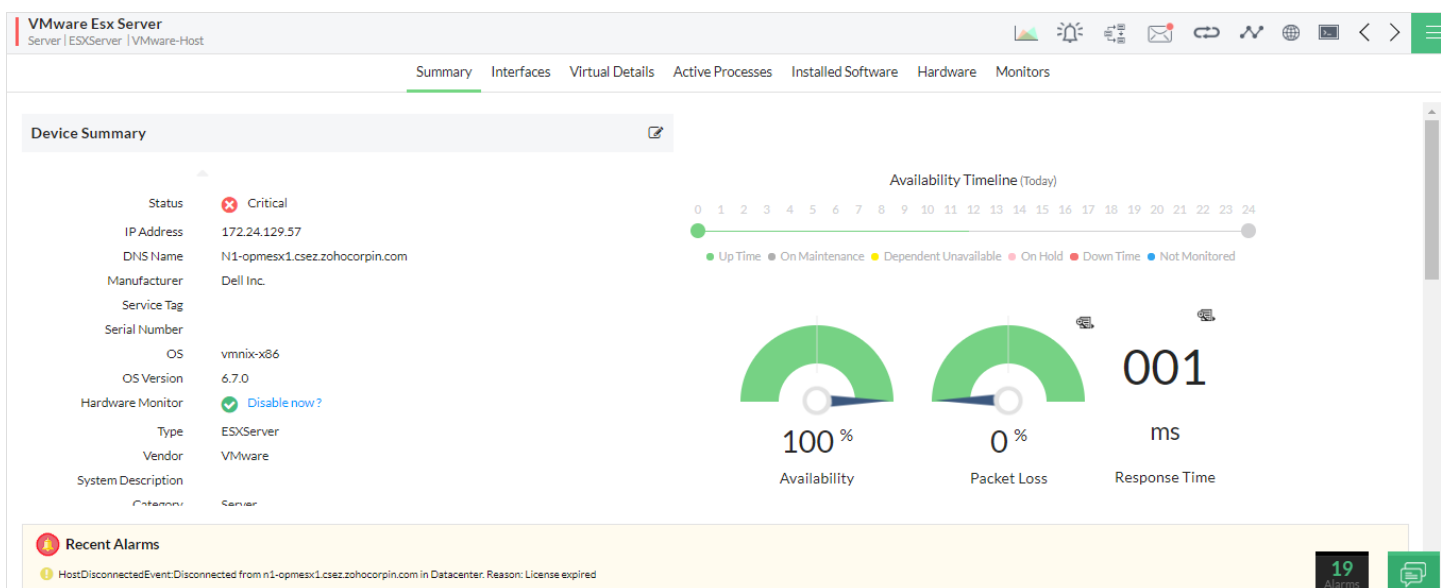 VMware Esx Server
Server | ESXServer | VMware-Host
Summary Interfaces Virtual Details Active Processes Installed Software Hardware Monitors
Device Summary
Status Critical
IP Address 172.24.129.57
DNS Name N1-opmesx1.csez.zohocorpin.com
Manufacturer Dell Inc.
Service Tag
Serial Number
OS vmnix-x86
OS Version 6.7.0
Hardware Monitor Disable now ?
Type ESXServer
Vendor VMware
System Description
Category Server
Availability Timeline (Today)
0 1 2 3 4 5 6 7 8 9 10 11 12 13 14 15 16 17 18 19 20 21 22 23 24
Up Time On Maintenance Dependent Unavailable On Hold Down Time Not Monitored
100 % 0 % 001 ms
Availability Packet Loss Response Time
Recent Alarms
HostDisconnectedEvent:Disconnected from n1-opmesx1.csez.zohocorpin.com in Datacenter. Reason: License expired
19
Alarms